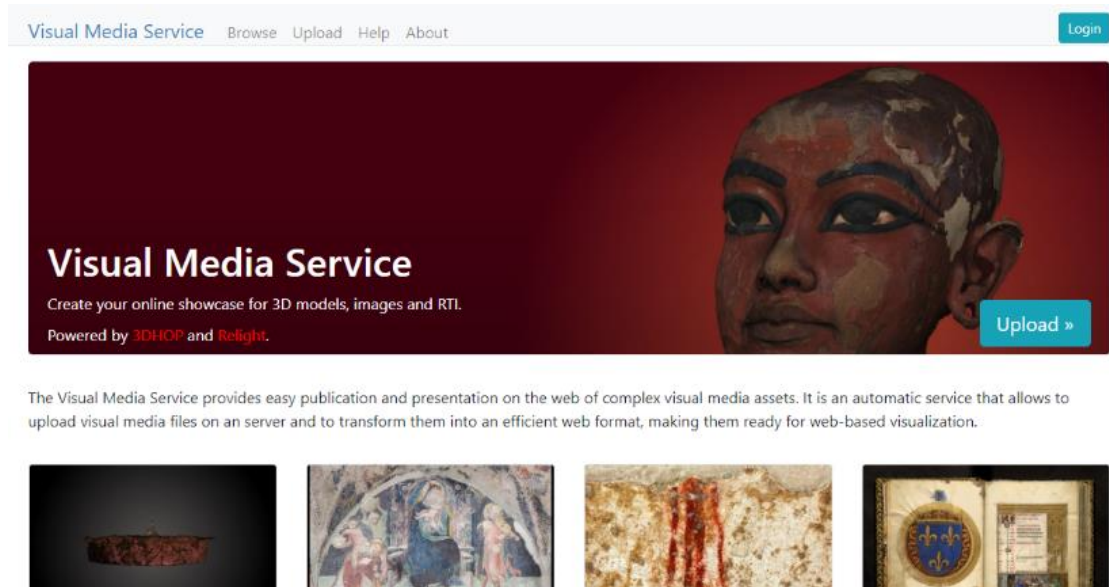 Visual Media Service Browse Upload Help About Login
Visual Media Service
Create your online showcase for 3D models, images and RTI.
Powered by 3DHOP and Relight.
Upload »
The Visual Media Service provides easy publication and presentation on the web of complex visual media assets. It is an automatic service that allows to
upload visual media files on an server and to transform them into an efficient web format, making them ready for web-based visualization.